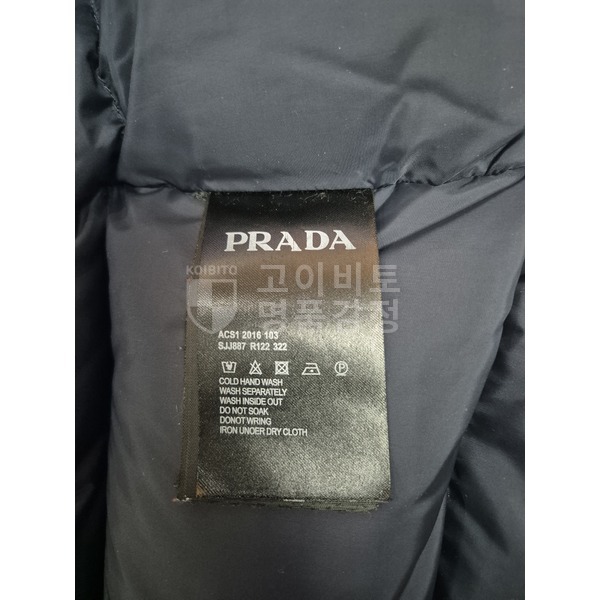 PRADA
KOIBITO
고이비토
명품감정
ACS1 2016 103
SJJ887 R122 322
COLD HAND WASH
WASH SEPARATELY
WASH INSIDE OUT
DO NOT SOAK
DONOT WRING
IRON UNOER DRY CLOTH